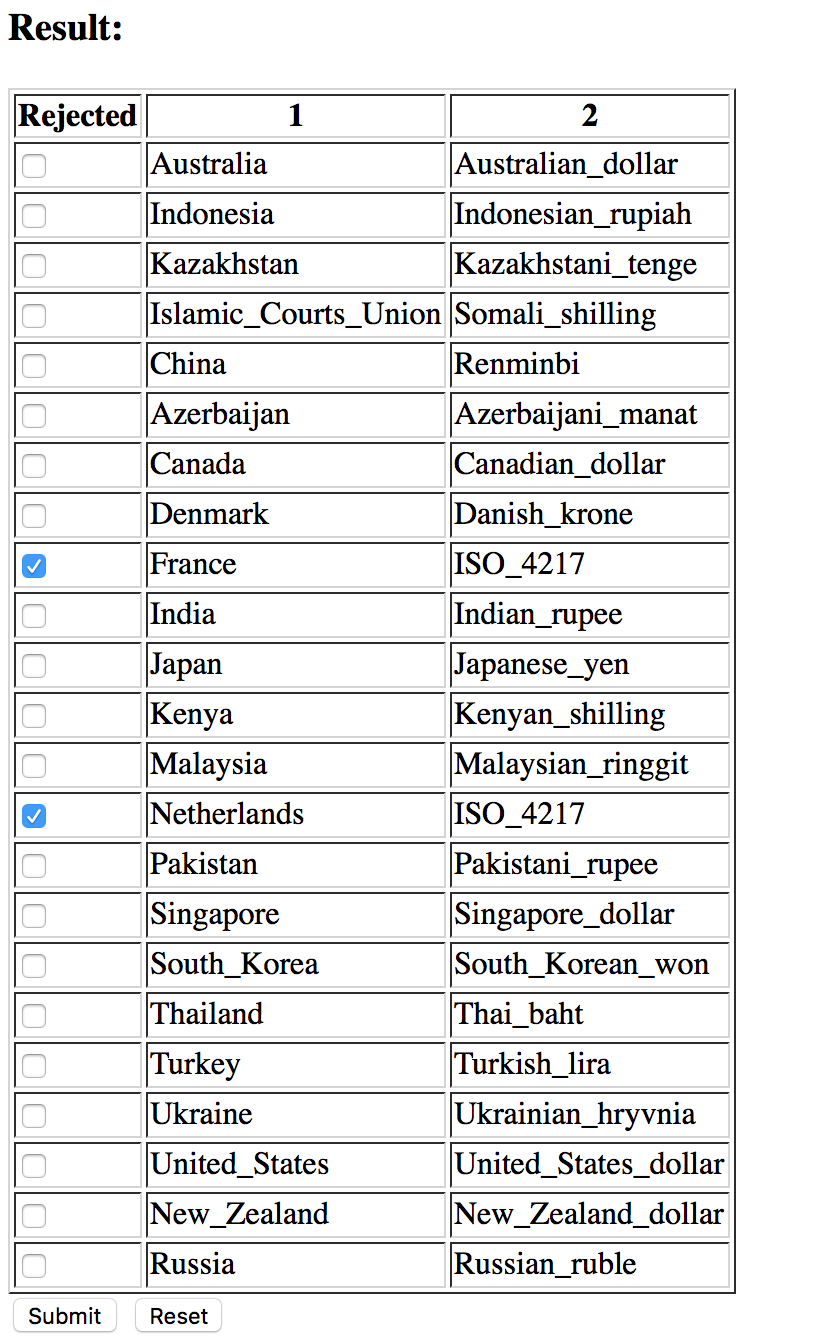 Result:
Rejected 1 2
Australia Australian_dollar
Indonesia Indonesian_rupiah
Kazakhstan Kazakhstani_tenge
Islamic_Courts_Union Somali_shilling
China Renminbi
Azerbaijan Azerbaijani_manat
Canada Canadian_dollar
Denmark Danish_krone
France ISO_4217
India Indian_rupee
Japan Japanese_yen
Kenya Kenyan_shilling
Malaysia Malaysian_ringgit
Netherlands ISO_4217
Pakistan Pakistani_rupee
Singapore Singapore_dollar
South_Korea South_Korean_won
Thailand Thai_baht
Turkey Turkish_lira
Ukraine Ukrainian_hryvnia
United_States United_States_dollar
New_Zealand New_Zealand_dollar
Russia Russian_ruble
Submit Reset